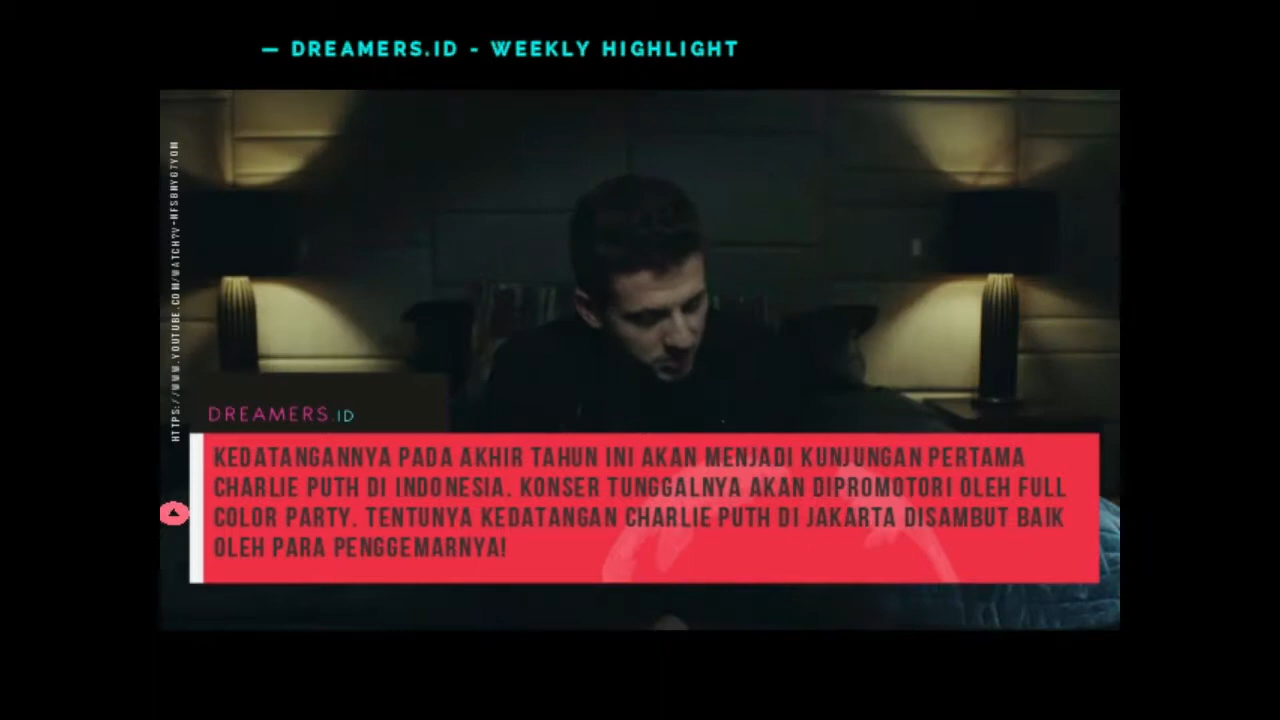 — DREAMERS.ID - WEEKLY HIGHLIGHT
DREAMERS.ID
KEDATANGANNYA PADA AKHIR TAHUN INI AKAN MENJADI KUNJUNGAN PERTAMA
CHARLIE PUTH DI INDONESIA. KONSER TUNGGALNYA AKAN DIPROMOTORI OLEH FULL
COLOR PARTY. TENTUNYA KEDATANGAN CHARLIE PUTH DI JAKARTA DISAMBUT BAIK
OLEH PARA PENGGEMARNYA!